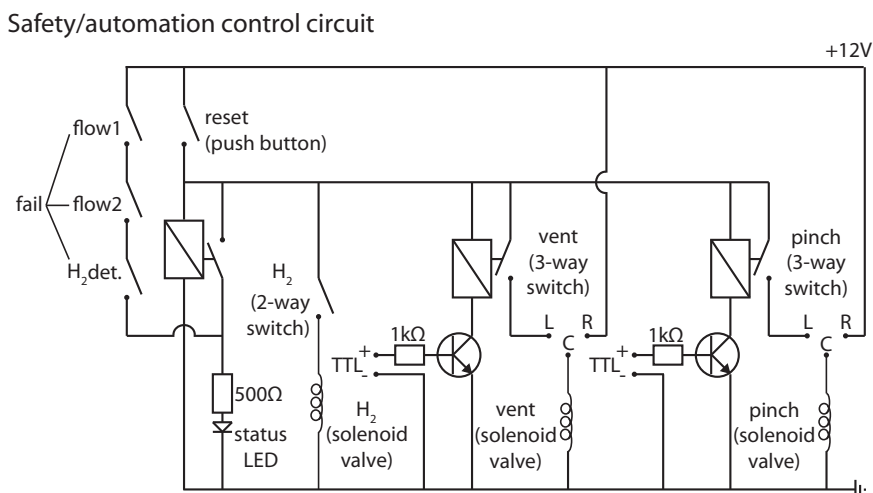 Safety/automation control circuit
+12V
flow1
reset
(push button)
fail
flow2
H₂det.
H₂
(2-way
switch)
vent
(3-way
switch)
pinch
(3-way
switch)
L
R
C
L
R
C
1kΩ
TTL
+
-
1kΩ
TTL
+
-
500Ω
status
LED
H₂
(solenoid
valve)
vent
(solenoid
valve)
pinch
(solenoid
valve)